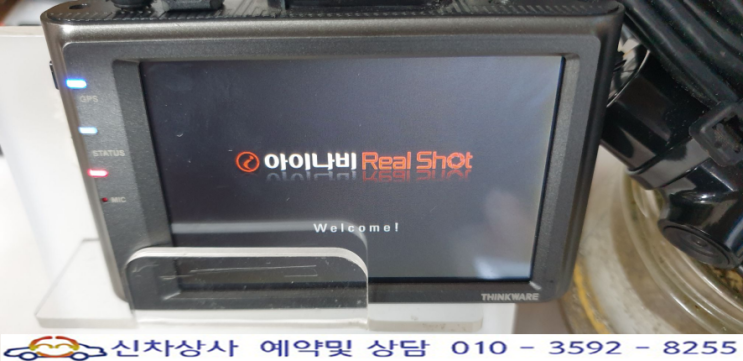 GPS
STATUS
MIC
아이나비 Real Shot
Welcome!
THINKWARE
신차상사 예약및 상담 010 - 3592 - 8255